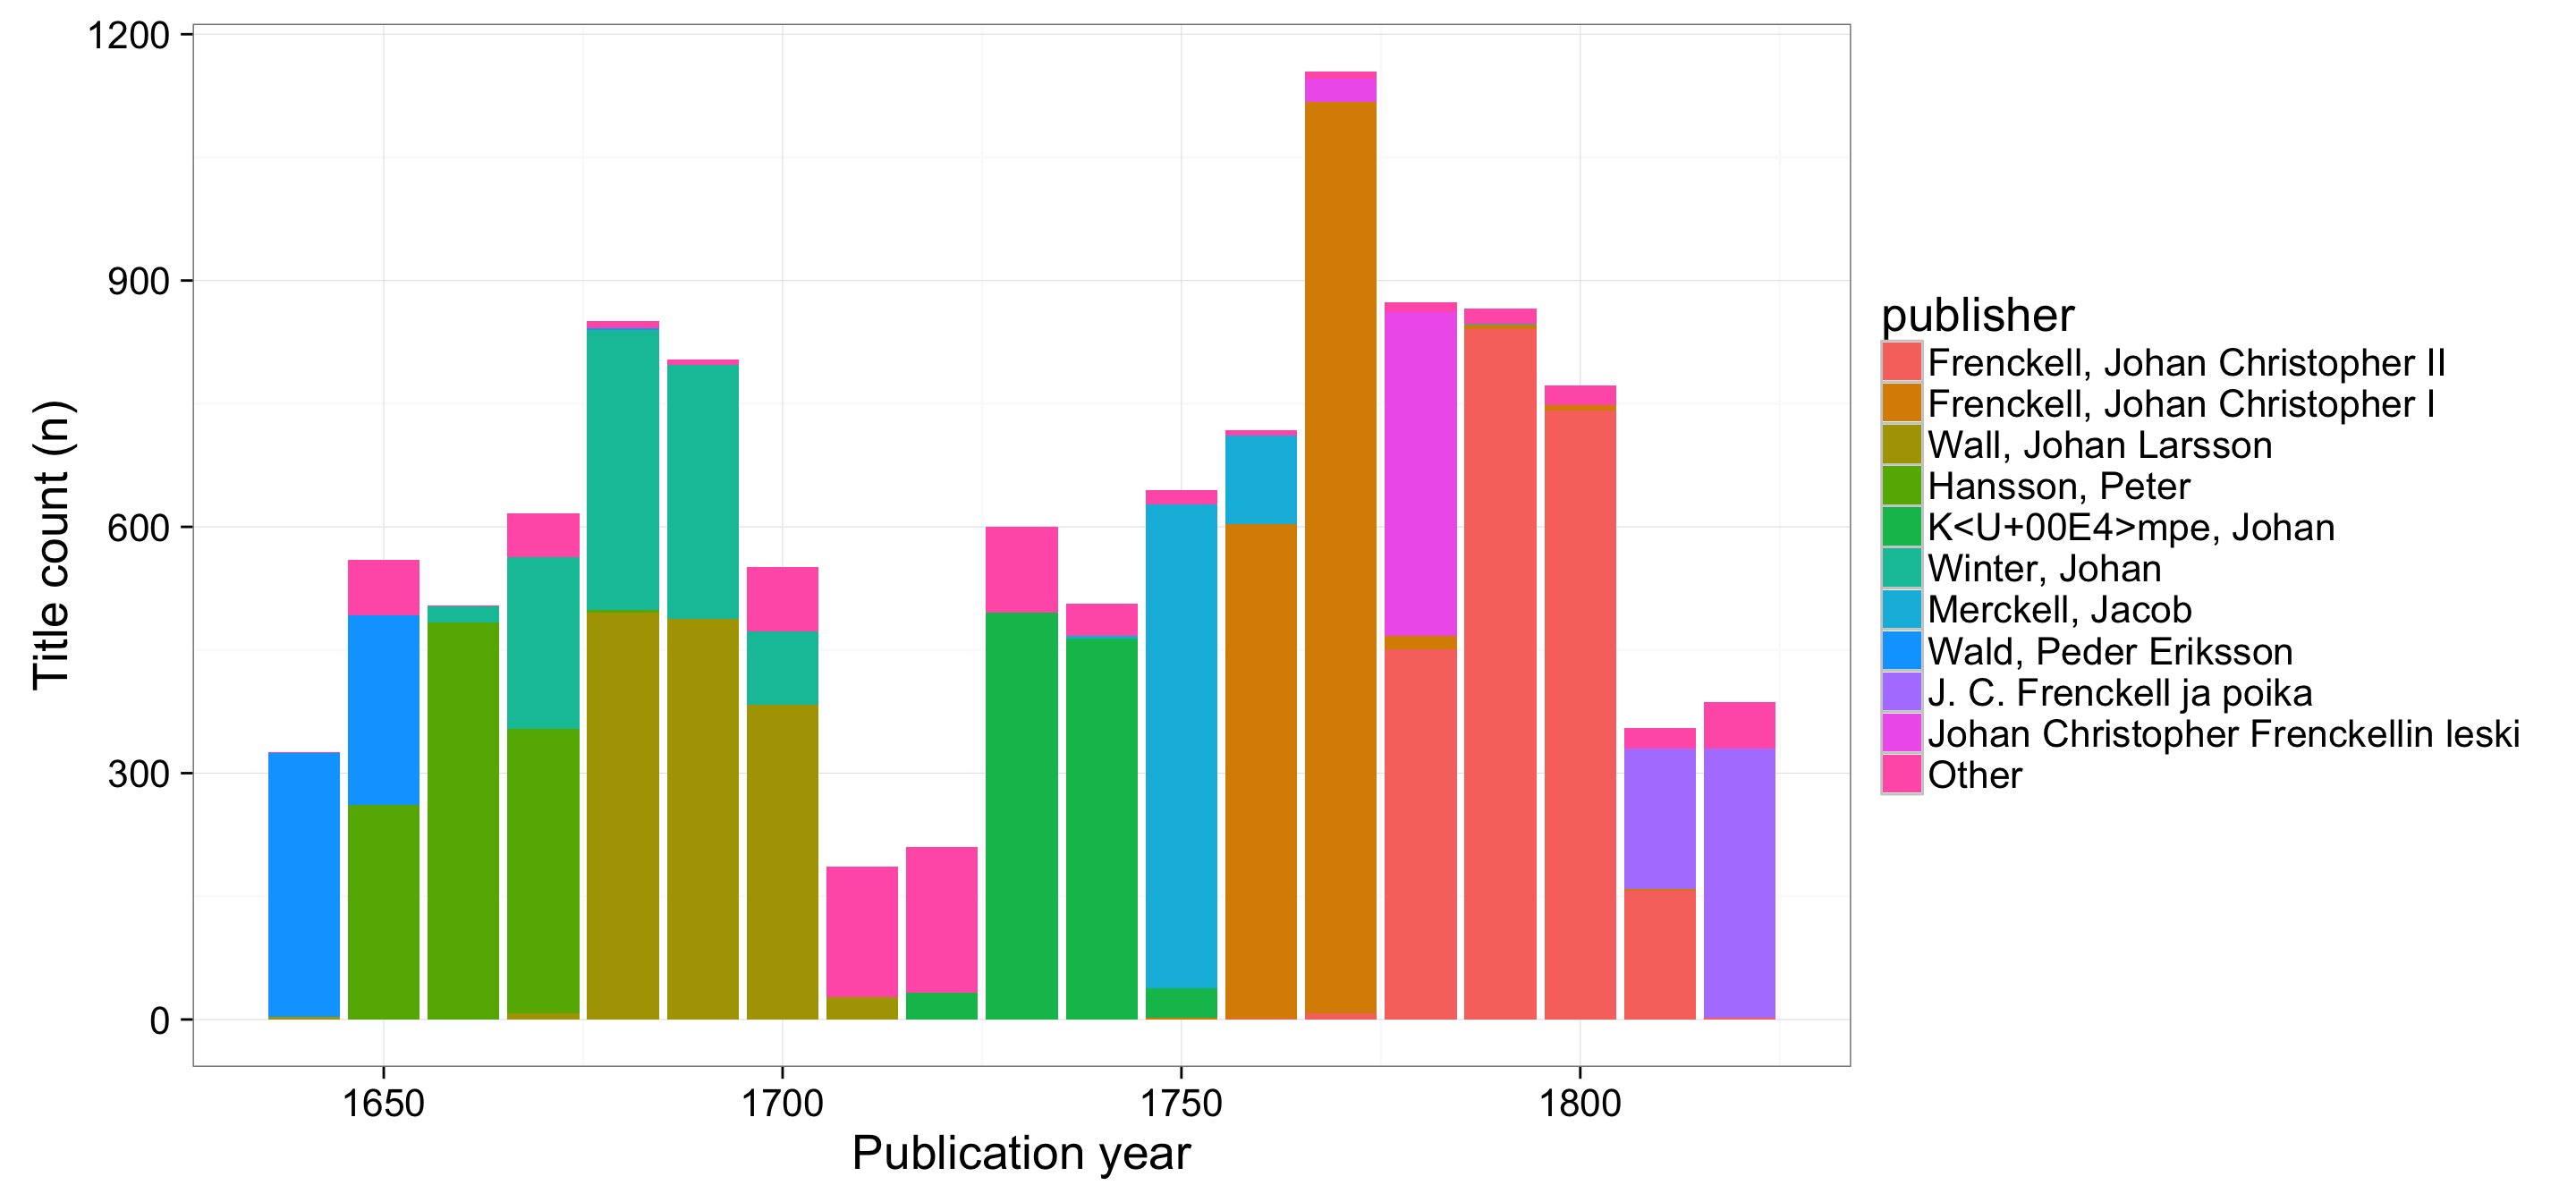 1200
900
600
300
0
Title count (n)
1650 1700 1750 1800
Publication year
publisher
Frenckell, Johan Christopher II
Frenckell, Johan Christopher I
Wall, Johan Larsson
Hansson, Peter
K<U+00E4>mpe, Johan
Winter, Johan
Merckell, Jacob
Wald, Peder Eriksson
J. C. Frenckell ja poika
Johan Christopher Frenckellin leski
Other